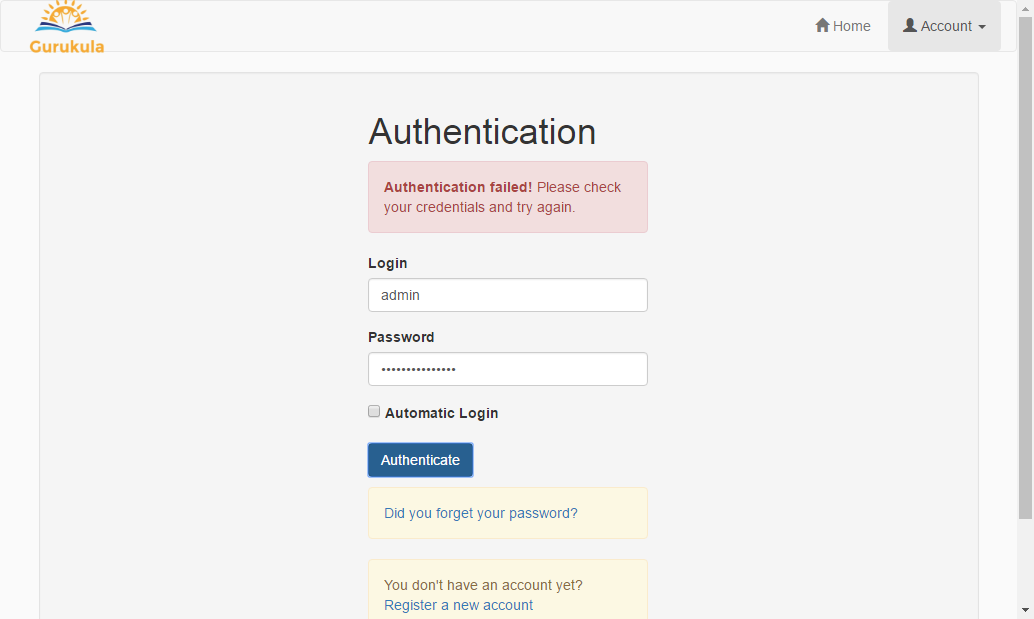 Gurukula
Home
Account
Authentication
Authentication failed! Please check
your credentials and try again.
Login
admin
Password
•••••••••••••••
Automatic Login
Authenticate
Did you forget your password?
You don't have an account yet?
Register a new account